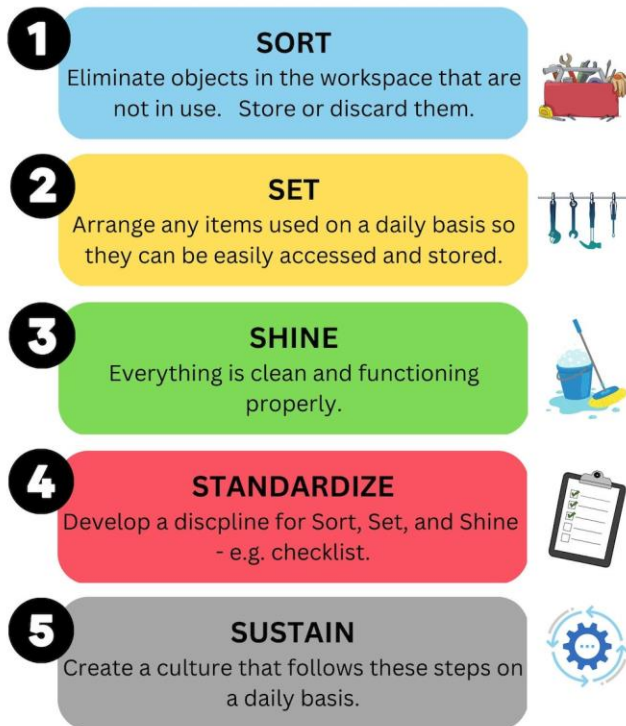 1
SORT
Eliminate objects in the workspace that are
not in use. Store or discard them.
2
SET
Arrange any items used on a daily basis so
they can be easily accessed and stored.
3
SHINE
Everything is clean and functioning
properly.
4
STANDARDIZE
Develop a discpline for Sort, Set, and Shine
- e.g. checklist.
5
SUSTAIN
Create a culture that follows these steps on
a daily basis.